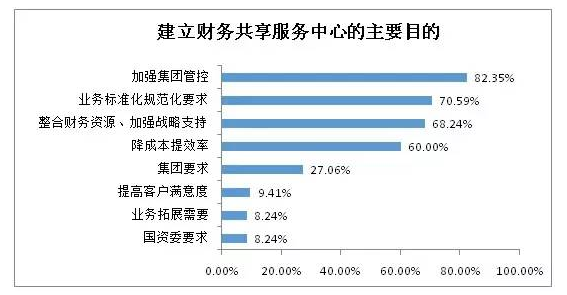 建立财务共享服务中心的主要目的
加强集团管控 82.35%
业务标准化规范化要求 70.59%
整合财务资源、加强战略支持 68.24%
降成本提效率 60.00%
集团要求 27.06%
提高客户满意度 9.41%
业务拓展需要 8.24%
国资委要求 8.24%
0.00% 20.00% 40.00% 60.00% 80.00% 100.00%